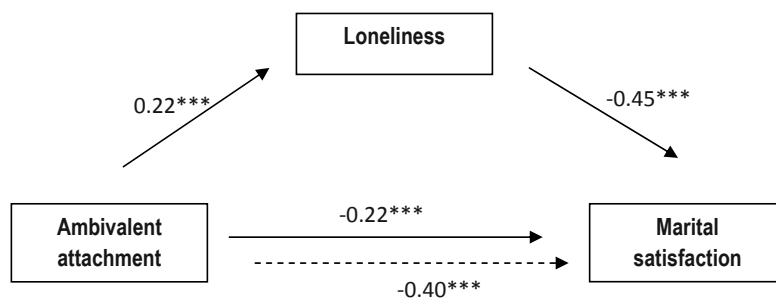 Loneliness
0.22***
-0.45***
Ambivalent
attachment
-0.22***
-0.40***
Marital
satisfaction